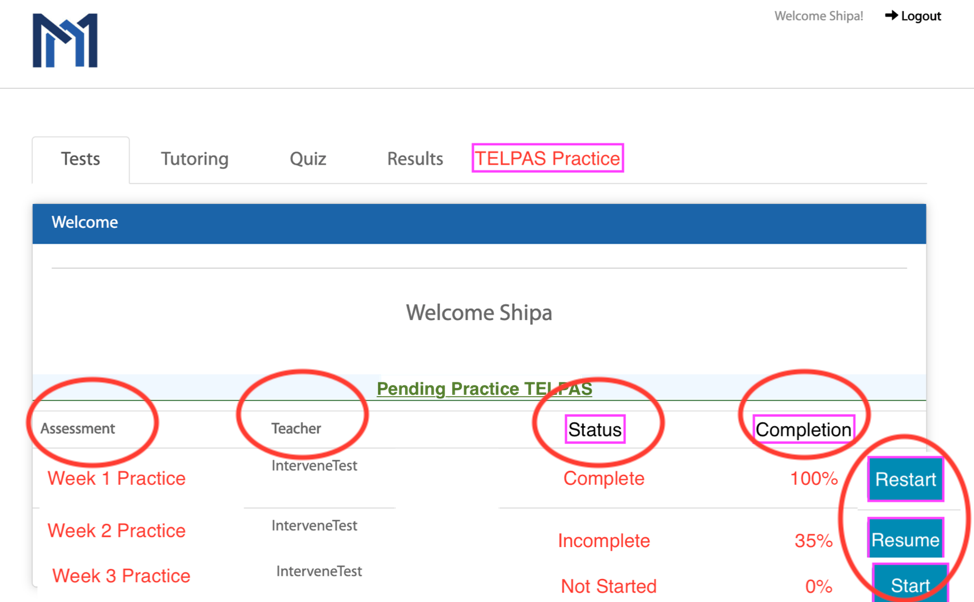 Welcome Shipa! Logout
Tests Tutoring Quiz Results TELPAS Practice
Welcome
Welcome Shipa
Pending Practice TELPAS
Assessment Teacher Status Completion
Week 1 Practice InterveneTest Complete 100% Restart
Week 2 Practice InterveneTest Incomplete 35% Resume
Week 3 Practice InterveneTest Not Started 0% Start